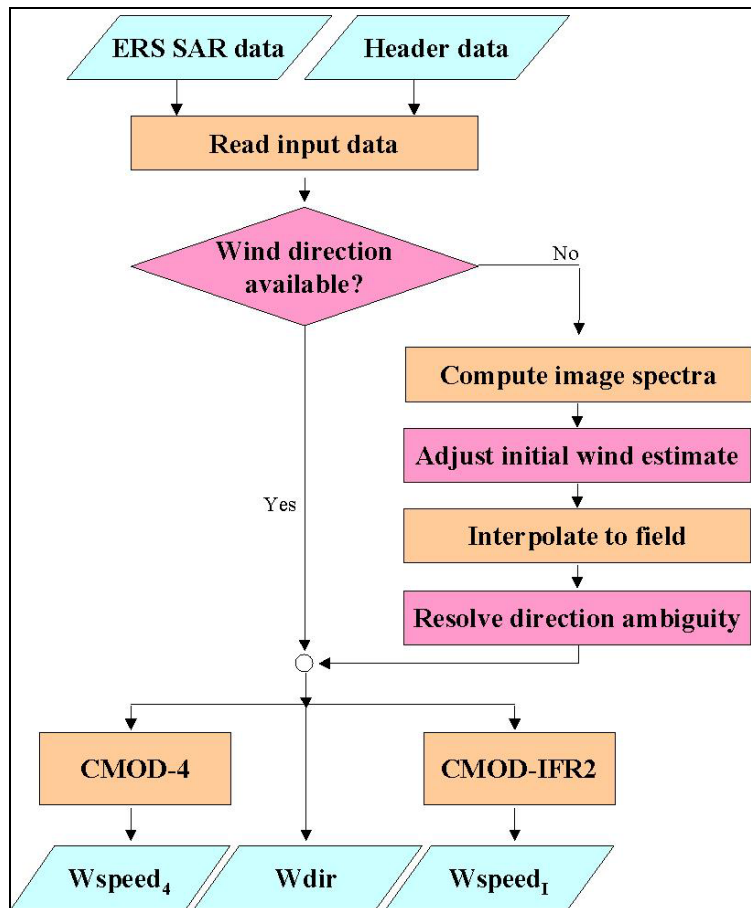 ERS SAR data
Header data
Read input data
Wind direction
available?
No
Compute image spectra
Adjust initial wind estimate
Interpolate to field
Resolve direction ambiguity
Yes
CMOD-4
CMOD-IFR2
Wspeed₄
Wdir
Wspeed_I